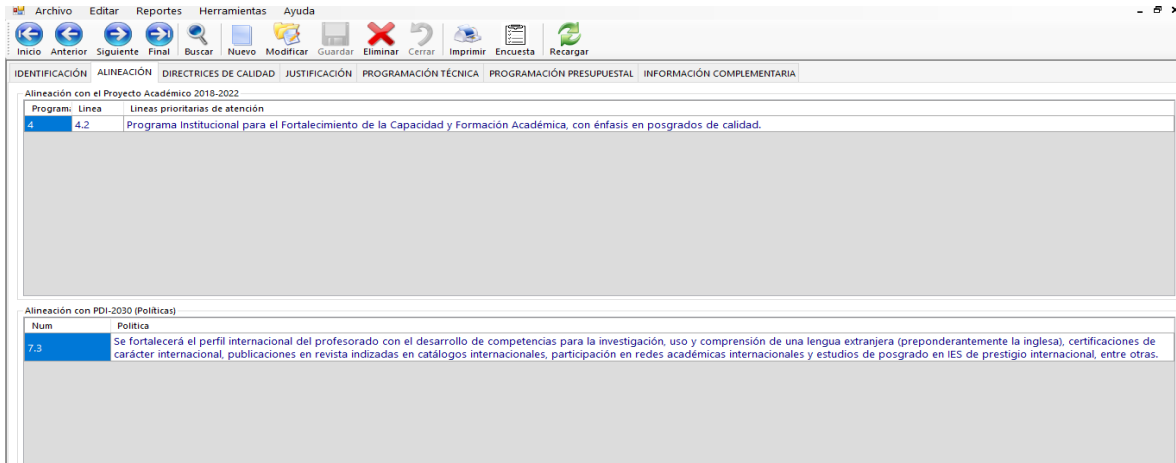 Archivo Editar Reportes Herramientas Ayuda
Inicio Anterior Siguiente Final Buscar Nuevo Modificar Guardar Eliminar Cerrar Imprimir Encuesta Recargar
IDENTIFICACIÓN ALINEACIÓN DIRECTRICES DE CALIDAD JUSTIFICACIÓN PROGRAMACIÓN TÉCNICA PROGRAMACIÓN PRESUPUESTAL INFORMACIÓN COMPLEMENTARIA
Alineación con el Proyecto Académico 2018-2022
Program Linea Lineas prioritarias de atención
4 4.2 Programa Institucional para el Fortalecimiento de la Capacidad y Formación Académica, con énfasis en posgrados de calidad.
Alineación con PDI-2030 (Políticas)
Num Politica
7.3 Se fortalecerá el perfil internacional del profesorado con el desarrollo de competencias para la investigación, uso y comprensión de una lengua extranjera (preponderantemente la inglesa), certificaciones de
carácter internacional, publicaciones en revista indizadas en catálogos internacionales, participación en redes académicas internacionales y estudios de posgrado en IES de prestigio internacional, entre otras.